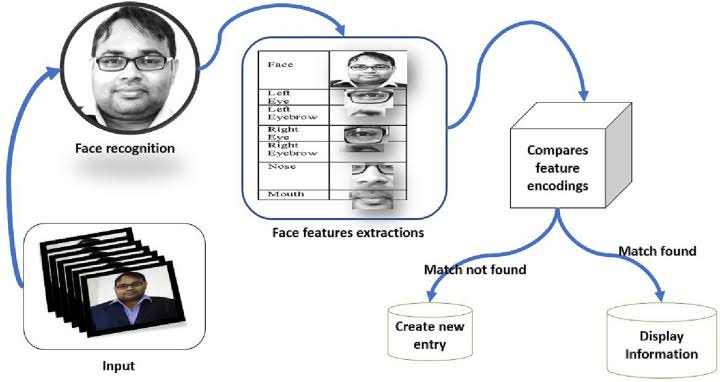 Face recognition
Face
Left
Eye
Left
Eyebrow
Right
Eye
Right
Eyebrow
Nose
Mouth
Face features extractions
Compares
feature
encodings
Match not found
Match found
Create new
entry
Display
Information
Input